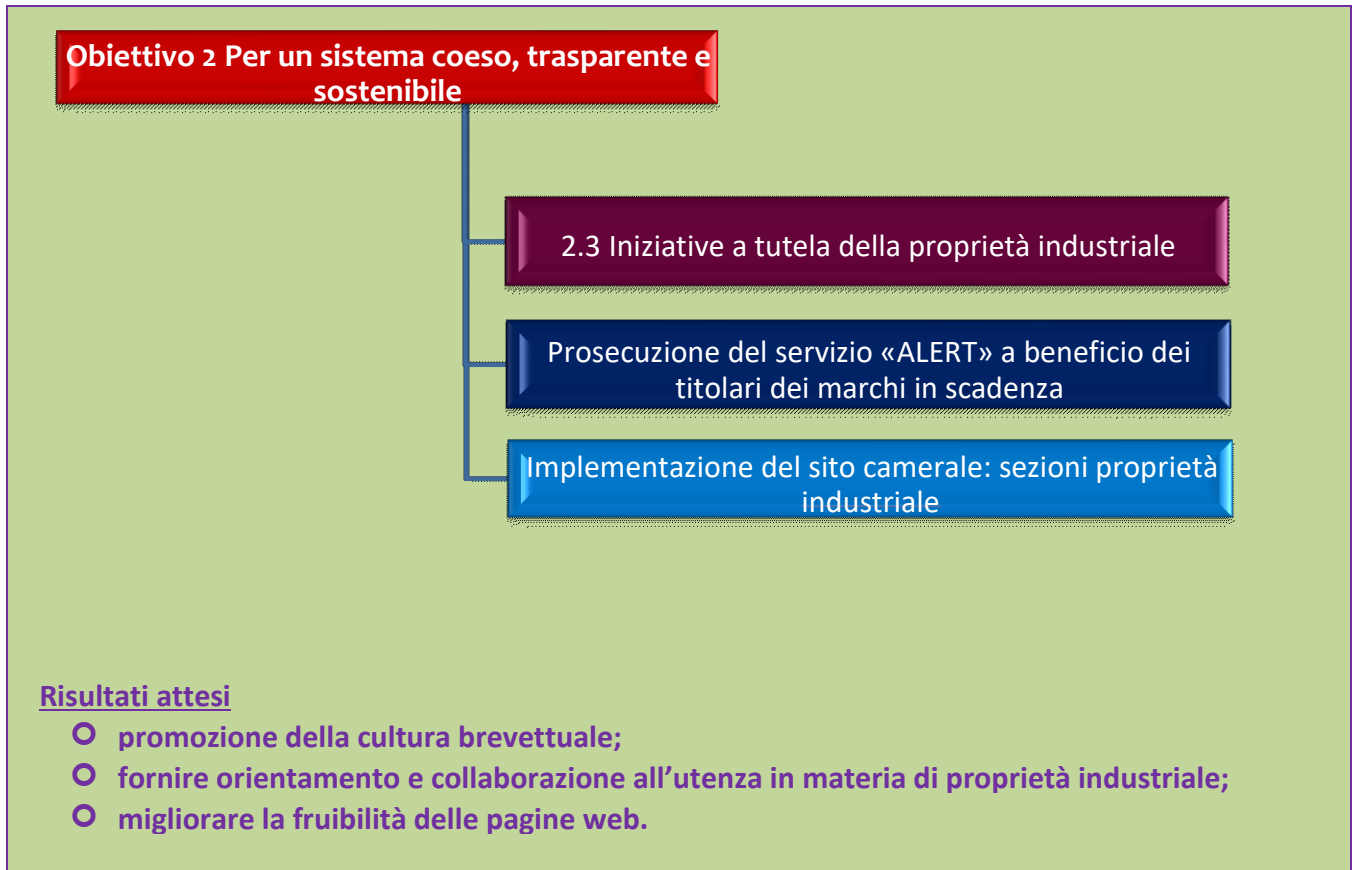 Obiettivo 2 Per un sistema coeso, trasparente e
sostenibile
2.3 Iniziative a tutela della proprietà industriale
Prosecuzione del servizio «ALERT» a beneficio dei
titolari dei marchi in scadenza
Implementazione del sito camerale: sezioni proprietà
industriale
Risultati attesi
promozione della cultura brevettuale;
fornire orientamento e collaborazione all’utenza in materia di proprietà industriale;
migliorare la fruibilità delle pagine web.